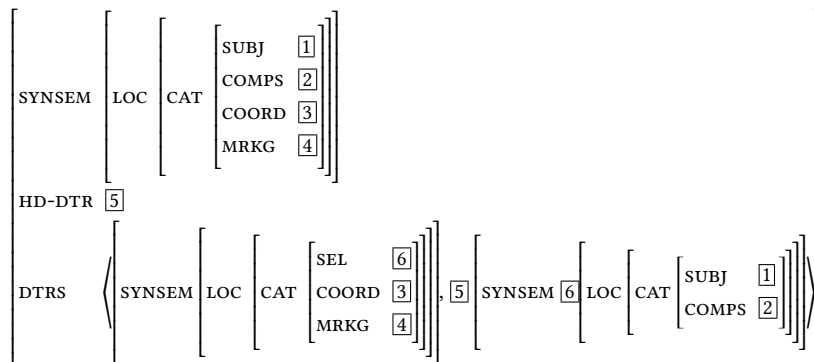 SUBJ 1
COMPS 2
SYNSEM LOC CAT
COORD 3
MRKG 4
HD-DTR 5
SEL 6
SUBJ 1
DTRS ⟨ SYNSEM LOC CAT COORD 3 , 5 SYNSEM 6 LOC CAT ⟩
COMPS 2
MRKG 4